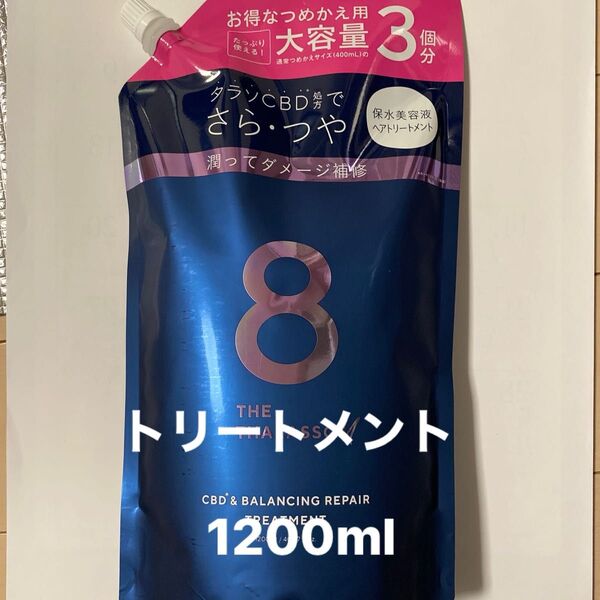 お得なつめかえ用
たっぷり
使える!
大容量
3個分
通常つめかえサイズ(400mL)の
タラソCBD処方で
さら・つや
保水美容液
ヘアトリートメント
潤ってダメージ補修
8
THE
トリートメント
CBD* & BALANCING REPAIR
TREATMENT
1200ml